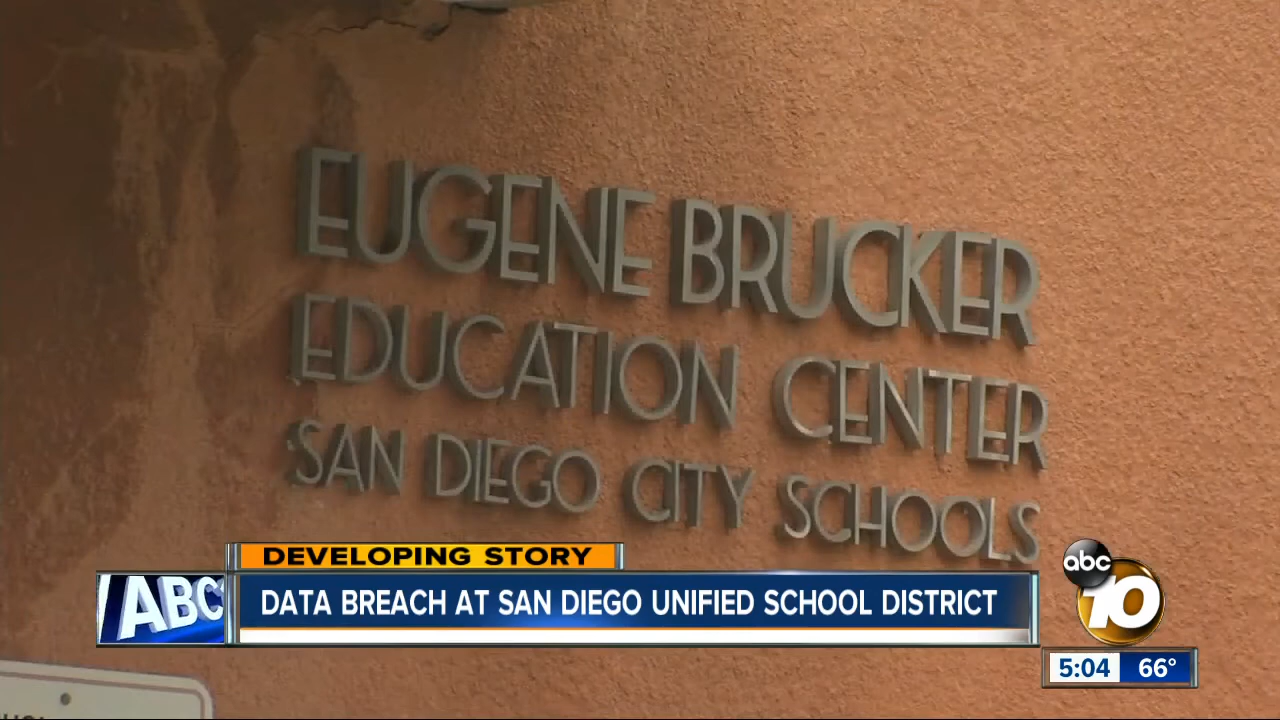 EUGENE BRUCKER
EDUCATION CENTER
SAN DIEGO CITY SCHOOLS
DEVELOPING STORY
ABC
DATA BREACH AT SAN DIEGO UNIFIED SCHOOL DISTRICT
abc
10
5:04 66°